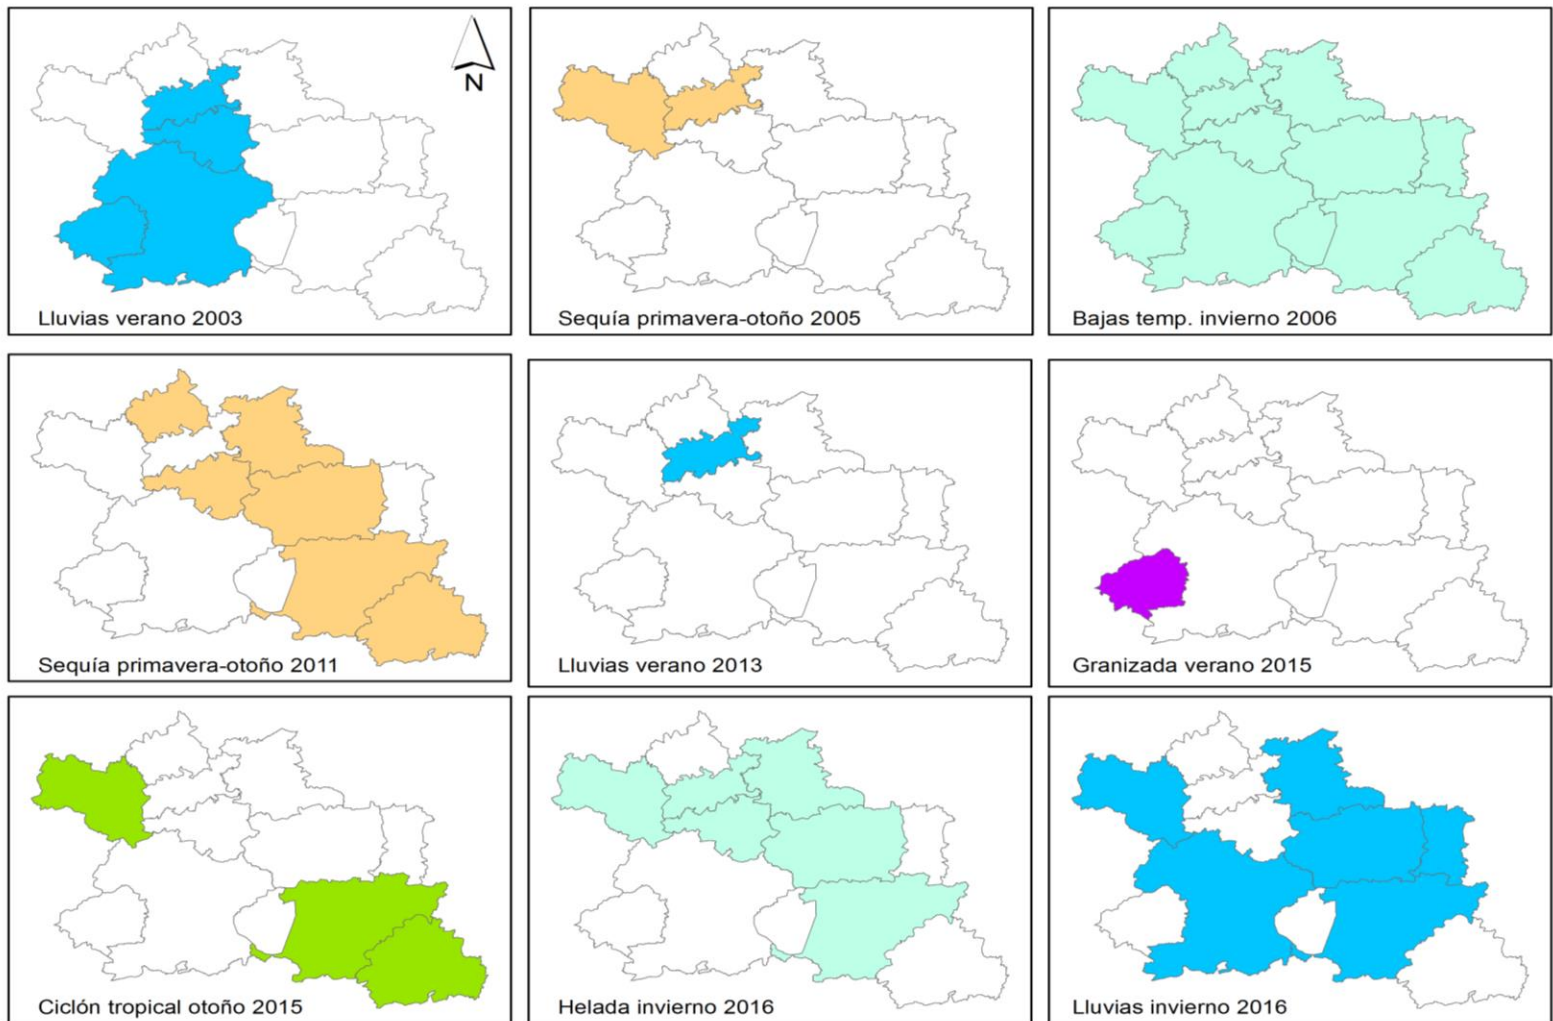 N
Lluvias verano 2003
Sequía primavera-otoño 2005
Bajas temp. invierno 2006
Sequía primavera-otoño 2011
Lluvias verano 2013
Granizada verano 2015
Ciclón tropical otoño 2015
Helada invierno 2016
Lluvias invierno 2016